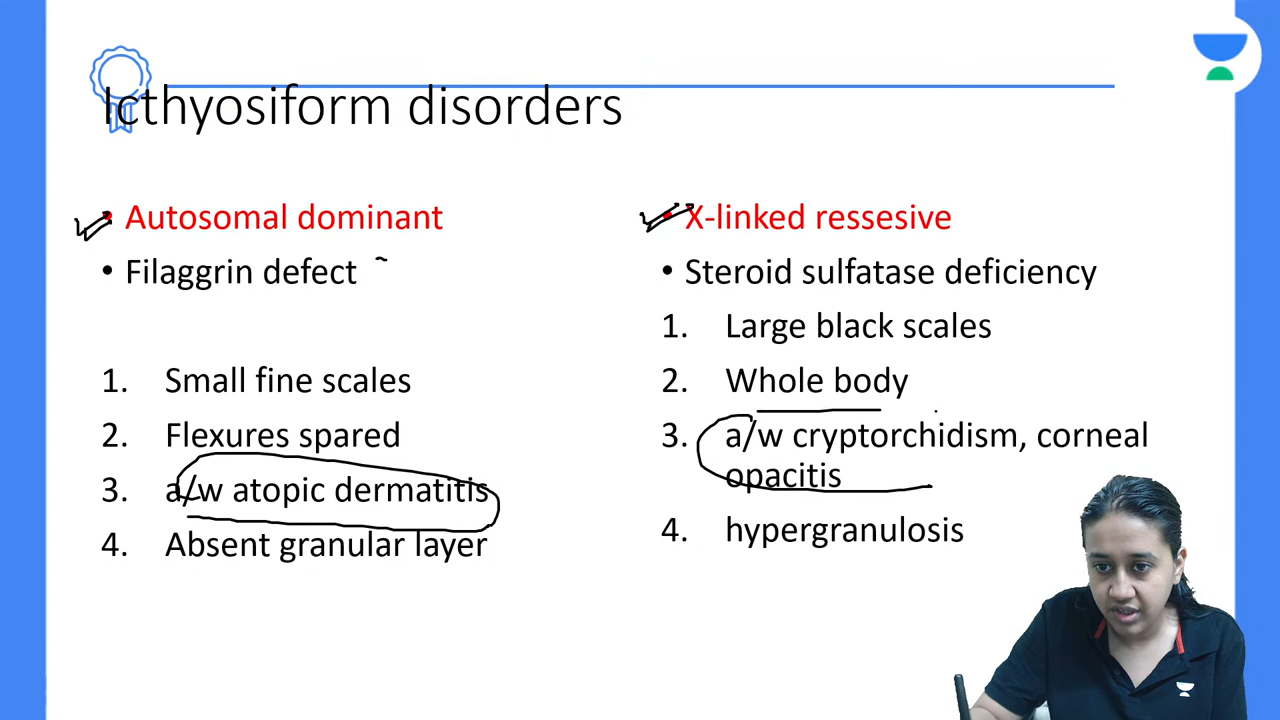 Icthyosiform disorders
• Autosomal dominant
• Filaggrin defect ~
1. Small fine scales
2. Flexures spared
3. a/w atopic dermatitis
4. Absent granular layer
• X-linked ressesive
• Steroid sulfatase deficiency
1. Large black scales
2. Whole body
3. a/w cryptorchidism, corneal
opacitis
4. hypergranulosis